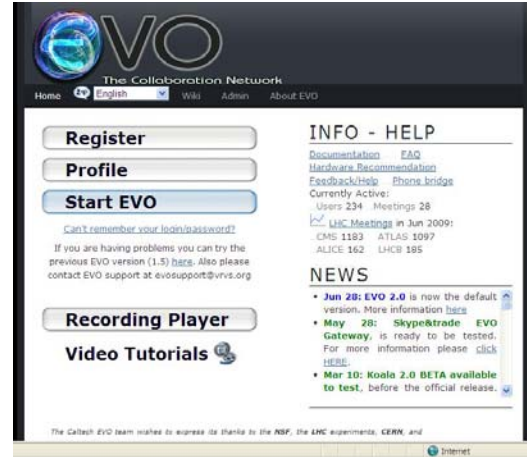 EVO
The Collaboration Network
Home English Wiki Admin About EVO
Register
Profile
Start EVO
Can't remember your login/password?
If you are having problems you can try the
previous EVO version (1.5) here. Also please
contact EVO support at evosupport@vrvs.org
Recording Player
Video Tutorials
INFO - HELP
Documentation FAQ
Hardware Recommendation
Feedback/Help Phone bridge
Currently Active:
Users 234 Meetings 28
LHC Meetings in Jun 2009:
CMS 1183 ATLAS 1097
ALICE 162 LHCB 185
NEWS
• Jun 28: EVO 2.0 is now the default
version. More information here
• May 28: Skype&trade EVO
Gateway, is ready to be tested.
For more information please click
HERE.
• Mar 10: Koala 2.0 BETA available
to test, before the official release.
The Caltech EVO team wishes to express its thanks to the NSF, the LHC experiments, CERN, and
Internet